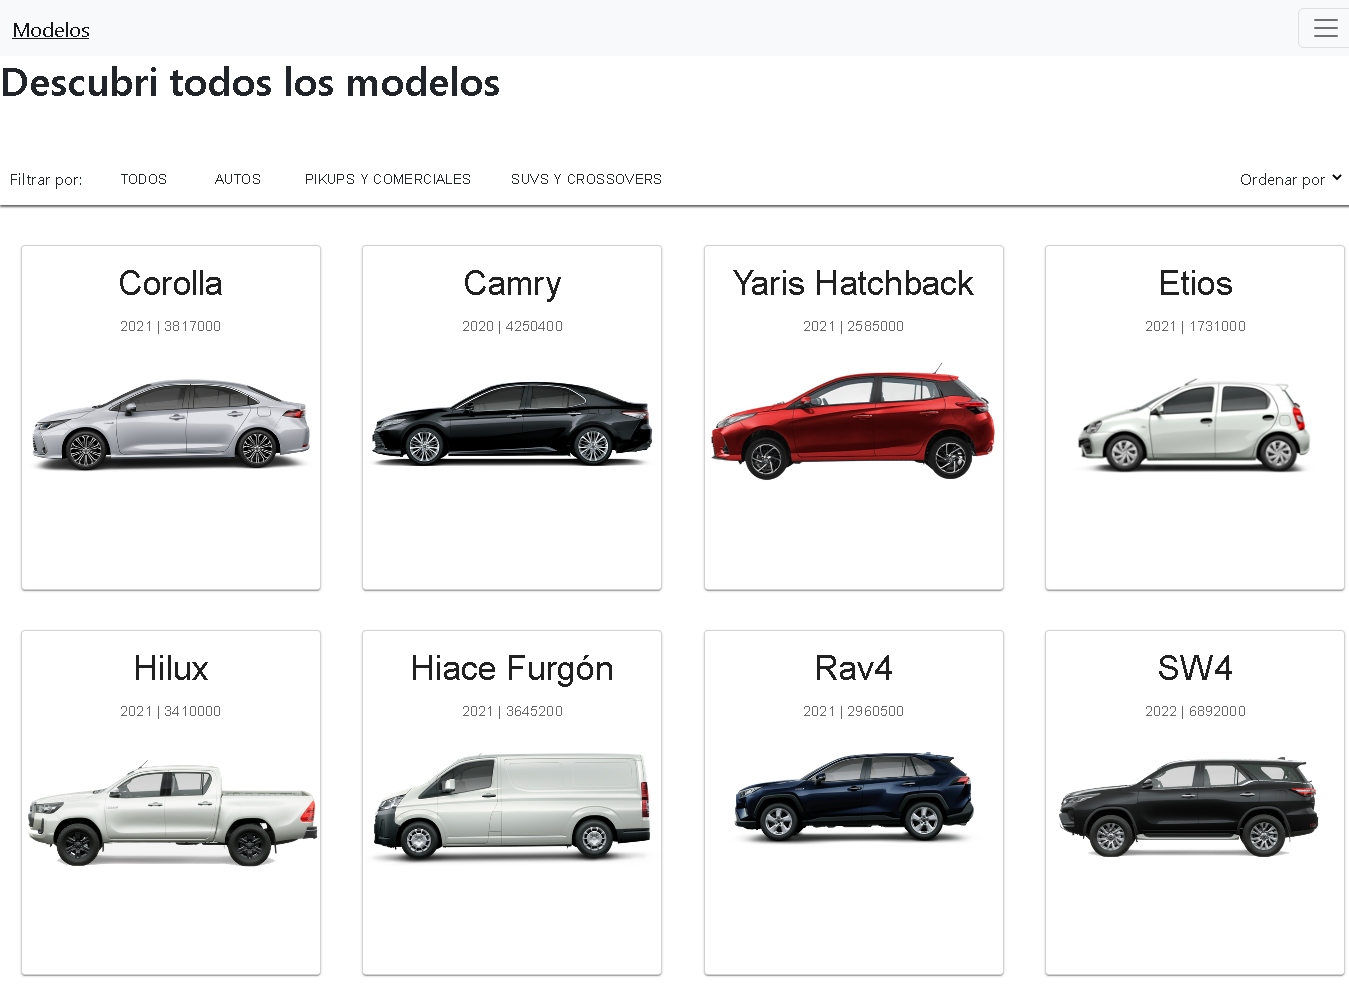 Modelos
Descubri todos los modelos
Filtrar por: TODOS AUTOS PIKUPS Y COMERCIALES SUVS Y CROSSOVERS Ordenar por
Corolla
2021 | 3817000
Camry
2020 | 4250400
Yaris Hatchback
2021 | 2585000
Etios
2021 | 1731000
Hilux
2021 | 3410000
Hiace Furgón
2021 | 3645200
Rav4
2021 | 2960500
SW4
2022 | 6892000